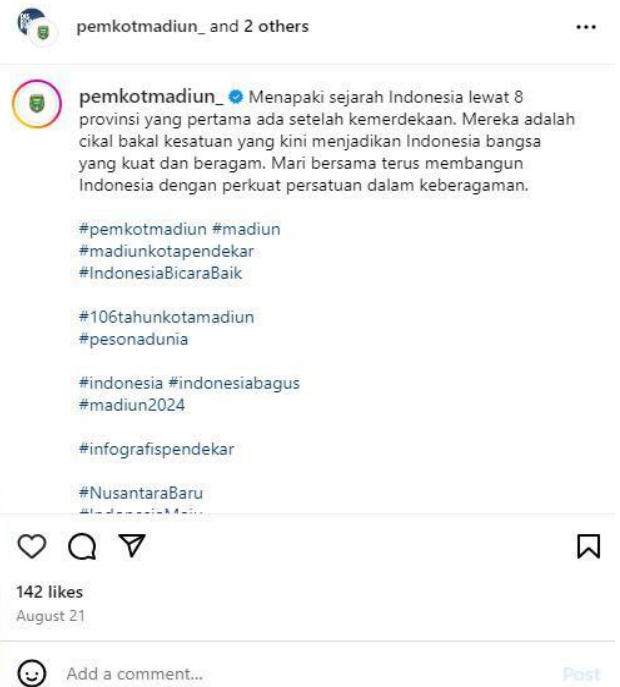 pemkotmadiun_ and 2 others
pemkotmadiun_ Menapaki sejarah Indonesia lewat 8
provinsi yang pertama ada setelah kemerdekaan. Mereka adalah
cikal bakal kesatuan yang kini menjadikan Indonesia bangsa
yang kuat dan beragam. Mari bersama terus membangun
Indonesia dengan perkuat persatuan dalam keberagaman.
#pemkotmadiun #madiun
#madiunkotapendekar
#IndonesiaBicaraBaik
#106tahunkotamadiun
#pesonadunia
#indonesia #indonesiabagus
#madiun2024
#infografispendekar
#NusantaraBaru
142 likes
August 21
Add a comment...
Post